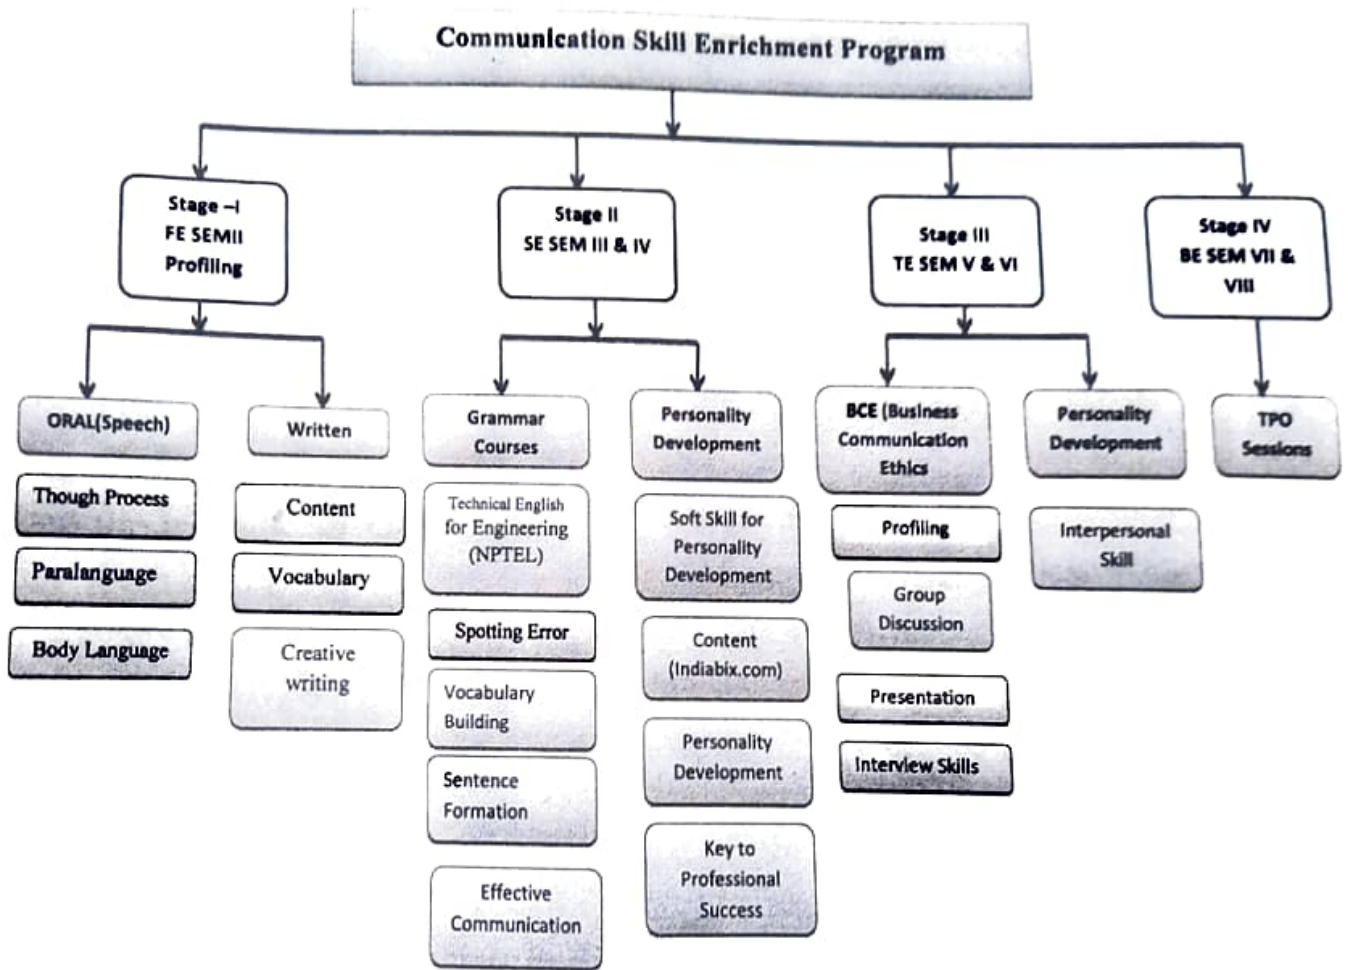 Communication Skill Enrichment Program
Stage –I
FE SEMII
Profiling
Stage II
SE SEM III & IV
Stage III
TE SEM V & VI
Stage IV
BE SEM VII &
VIII
ORAL(Speech)
Though Process
Paralanguage
Body Language
Written
Content
Vocabulary
Creative
writing
Grammar
Courses
Technical English
for Engineering
(NPTEL)
Spotting Error
Vocabulary
Building
Sentence
Formation
Effective
Communication
Personality
Development
Soft Skill for
Personality
Development
Content
(Indiabix.com)
Personality
Development
Key to
Professional
Success
BCE (Business
Communication
Ethics
Profiling
Group
Discussion
Presentation
Interview Skills
Personality
Development
Interpersonal
Skill
TPO
Sessions